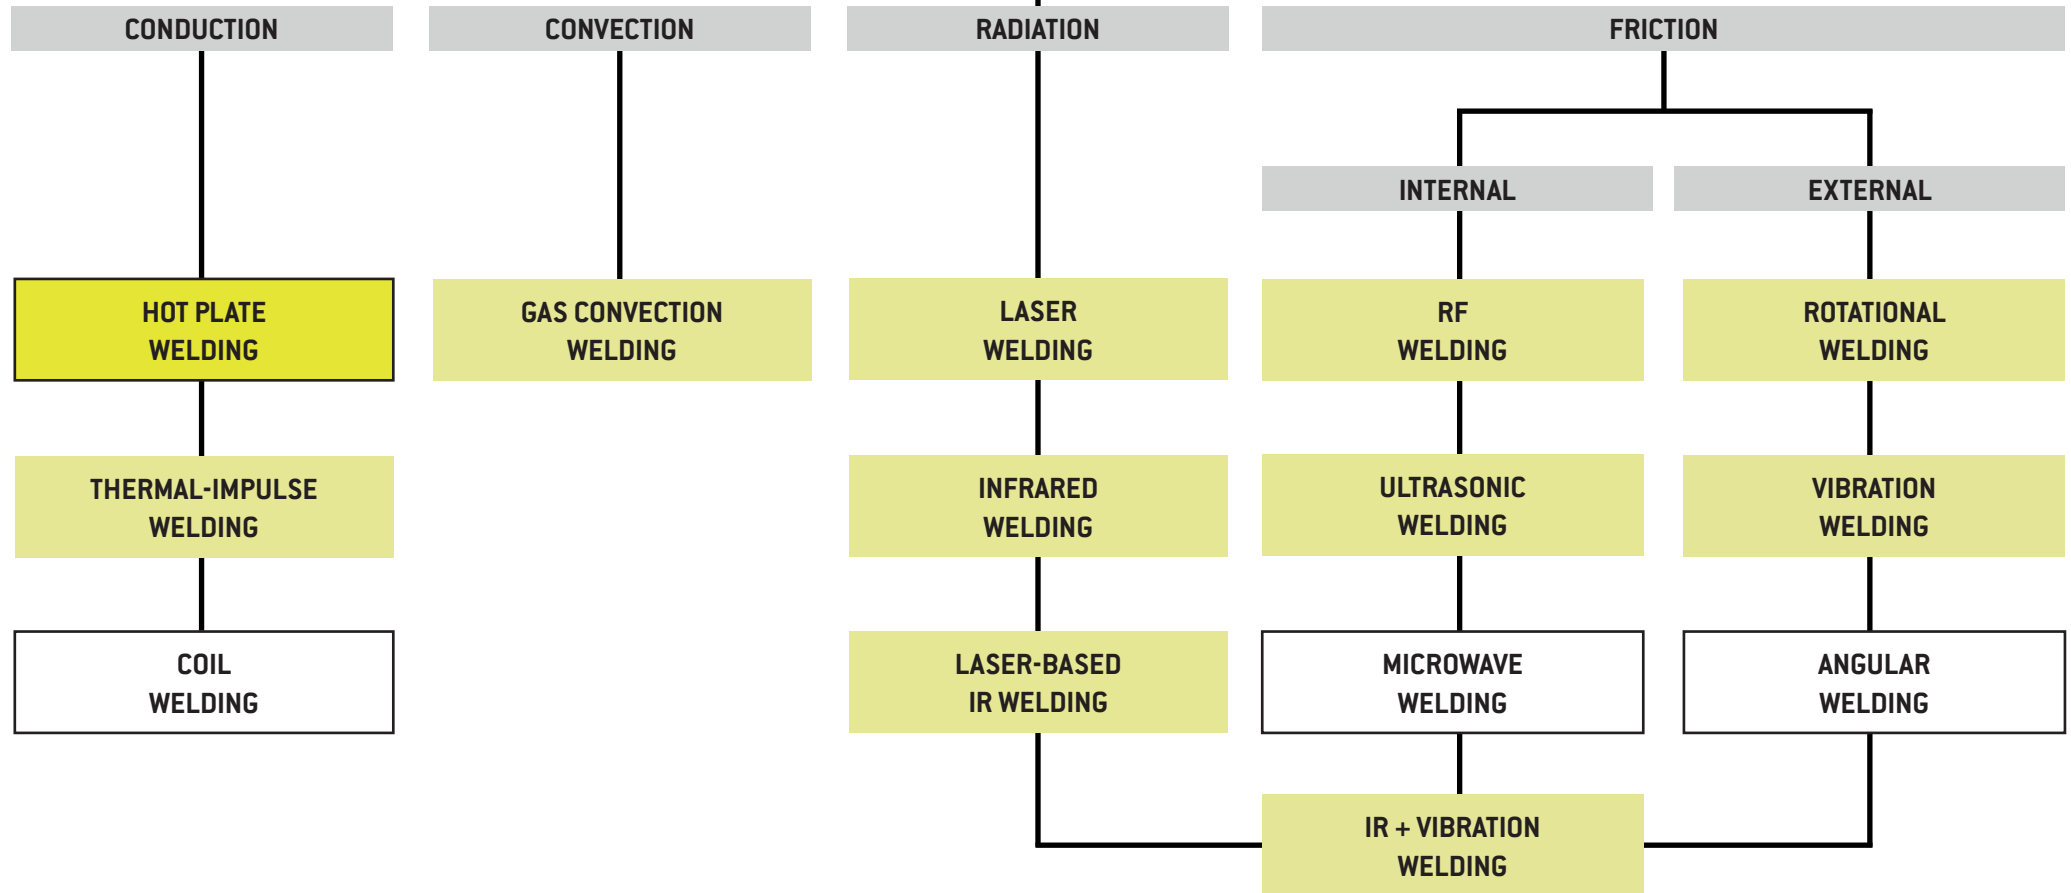 CONDUCTION
CONVECTION
RADIATION
FRICTION
INTERNAL
EXTERNAL
HOT PLATE
WELDING
GAS CONVECTION
WELDING
LASER
WELDING
RF
WELDING
ROTATIONAL
WELDING
THERMAL-IMPULSE
WELDING
INFRARED
WELDING
ULTRASONIC
WELDING
VIBRATION
WELDING
COIL
WELDING
LASER-BASED
IR WELDING
MICROWAVE
WELDING
ANGULAR
WELDING
IR + VIBRATION
WELDING